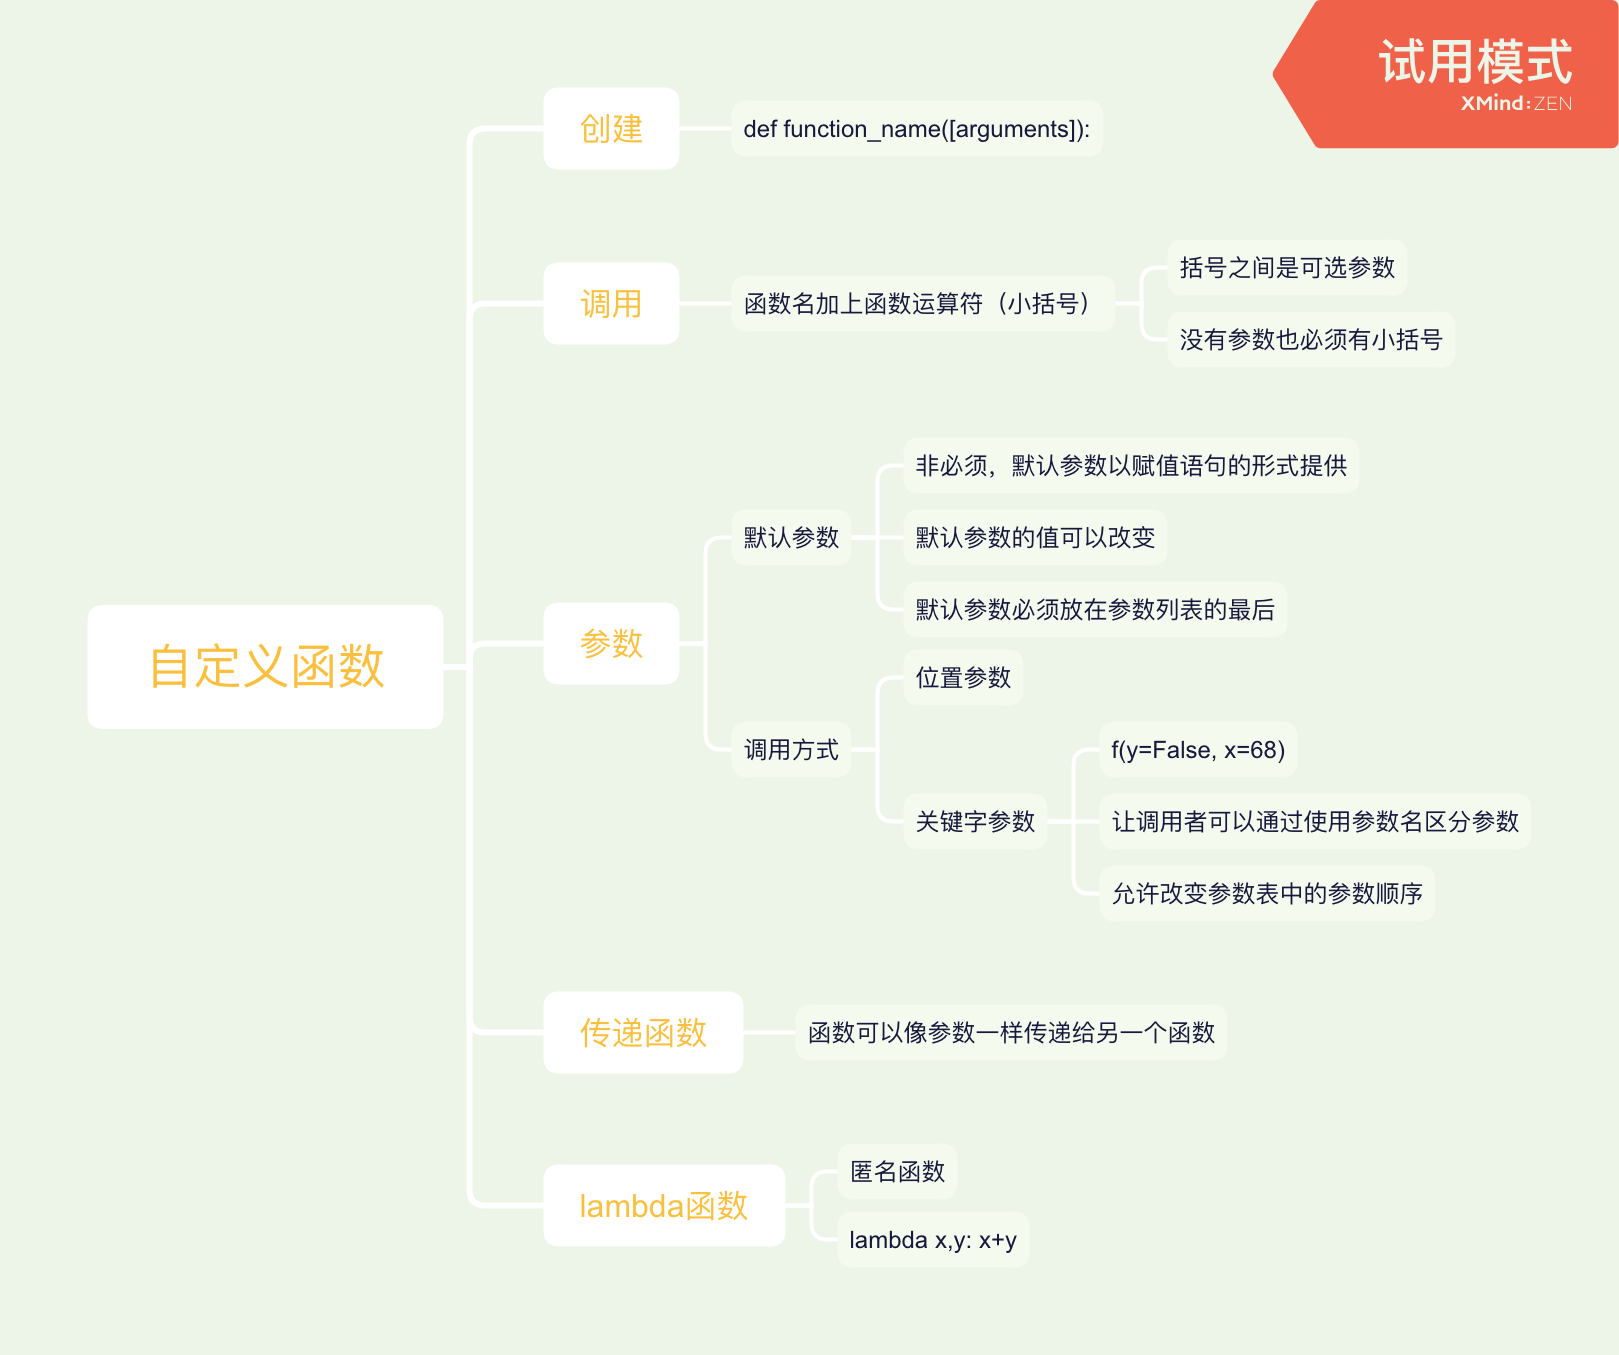 试用模式
XMind:ZEN
自定义函数
创建
def function_name([arguments]):
调用
函数名加上函数运算符（小括号）
括号之间是可选参数
没有参数也必须有小括号
参数
默认参数
非必须，默认参数以赋值语句的形式提供
默认参数的值可以改变
默认参数必须放在参数列表的最后
调用方式
位置参数
关键字参数
f(y=False, x=68)
让调用者可以通过使用参数名区分参数
允许改变参数表中的参数顺序
传递函数
函数可以像参数一样传递给另一个函数
lambda函数
匿名函数
lambda x,y: x+y